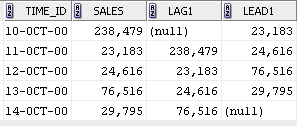 TIME_ID SALES LAG1 LEAD1
10-OCT-00 238,479 (null) 23,183
11-OCT-00 23,183 238,479 24,616
12-OCT-00 24,616 23,183 76,516
13-OCT-00 76,516 24,616 29,795
14-OCT-00 29,795 76,516 (null)